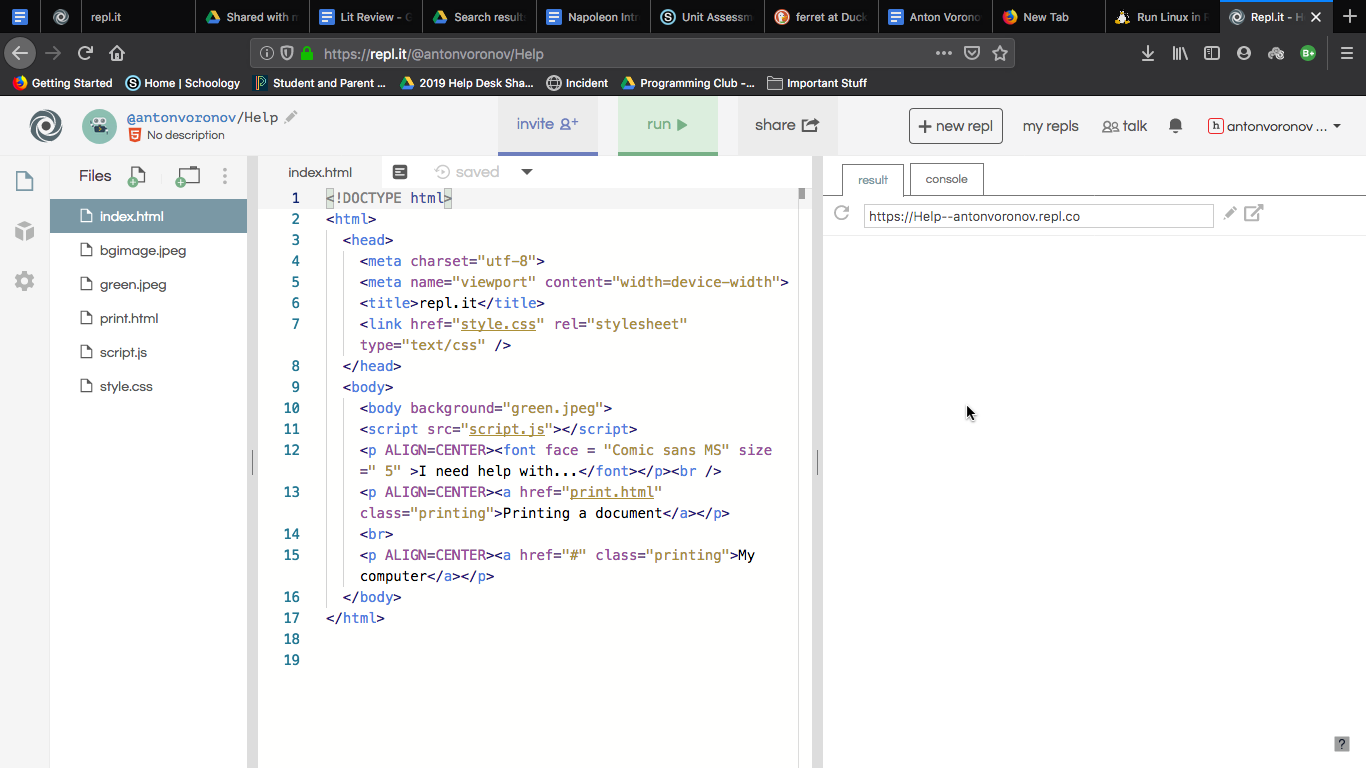 repl.it
Shared with m
Lit Review - G
Search result
Napoleon Intr
Unit Assessm
ferret at Duck
Anton Vorono
New Tab
Run Linux in
Repl.it - H
https://repl.it/@antonvoronov/Help
Getting Started
Home | Schoology
Student and Parent ...
2019 Help Desk Sha...
Incident
Programming Club -...
Important Stuff
@antonvoronov/Help
No description
invite
run
share
+ new repl
my repls
talk
h antonvoronov ...
Files
index.html
bgimage.jpeg
green.jpeg
print.html
script.js
style.css
index.html
saved
1 <!DOCTYPE html>
2 <html>
3 <head>
4 <meta charset="utf-8">
5 <meta name="viewport" content="width=device-width">
6 <title>repl.it</title>
7 <link href="style.css" rel="stylesheet"
type="text/css" />
8 </head>
9 <body>
10 <body background="green.jpeg">
11 <script src="script.js"></script>
12 <p ALIGN=CENTER><font face = "Comic sans MS" size
=" 5" >I need help with...</font></p><br />
13 <p ALIGN=CENTER><a href="print.html"
class="printing">Printing a document</a></p>
14 <br>
15 <p ALIGN=CENTER><a href="#" class="printing">My
computer</a></p>
16 </body>
17 </html>
18
19
result
console
https://Help--antonvoronov.repl.co
?